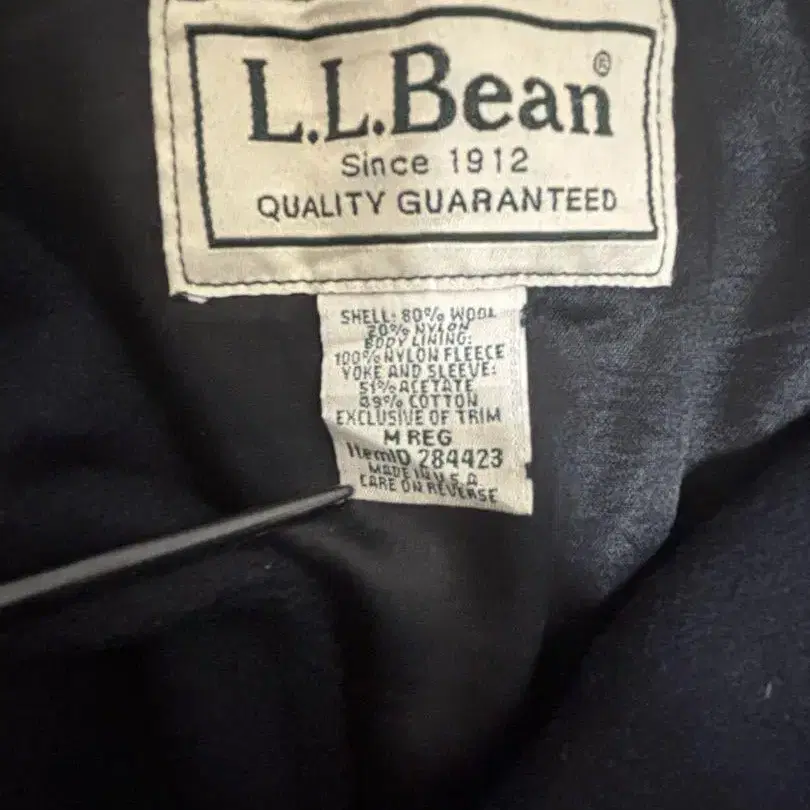 L.L.Bean®
Since 1912
QUALITY GUARANTEED
SHELL: 80% WOOL
20% NYLON
BODY LINING:
100% NYLON FLEECE
YOKE AND SLEEVE:
51% ACETATE
49% COTTON
EXCLUSIVE OF TRIM
M REG
ItemID 284423
MADE IN U.S.A.
CARE ON REVERSE